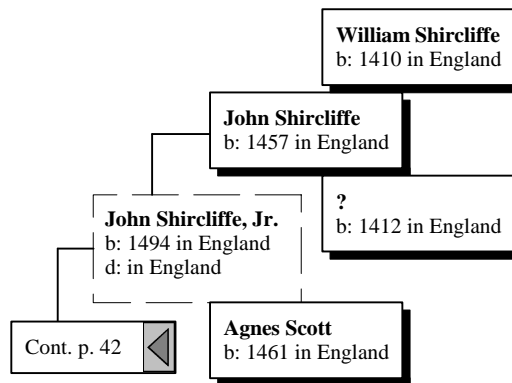 William Shircliffe
b: 1410 in England
John Shircliffe
b: 1457 in England
?
b: 1412 in England
John Shircliffe, Jr.
b: 1494 in England
d: in England
Agnes Scott
b: 1461 in England
Cont. p. 42